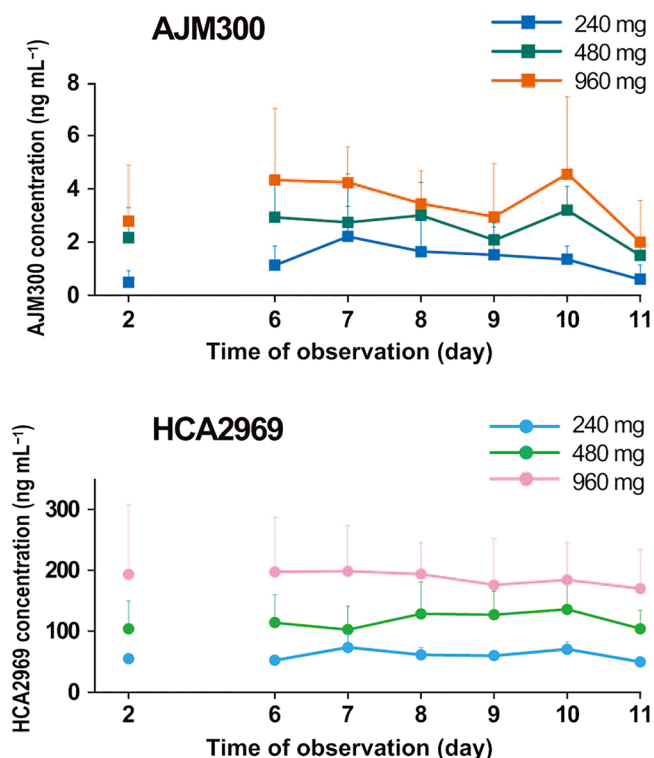 AJM300
240 mg
480 mg
960 mg
AJM300 concentration (ng mL⁻¹)
8
6
4
2
0
2 6 7 8 9 10 11
Time of observation (day)
HCA2969
240 mg
480 mg
960 mg
HCA2969 concentration (ng mL⁻¹)
300
200
100
0
2 6 7 8 9 10 11
Time of observation (day)